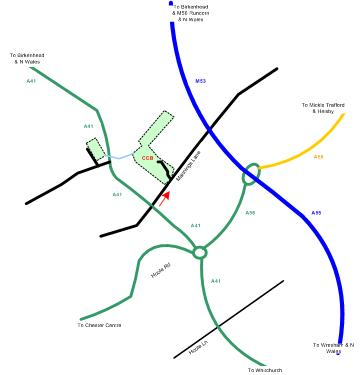 To Birkenhead
& M56 Runcorn
& N Wales
To Birkenhead
& N Wales
A41
M53
To Mickle Trafford
& Helsby
A41
A56
CCB
Mannings Lane
A41
A41
A56
A55
Hoole Rd
A41
To Chester Centre
Hoole Ln
To Wrexham & N
Wales
To Whitchurch